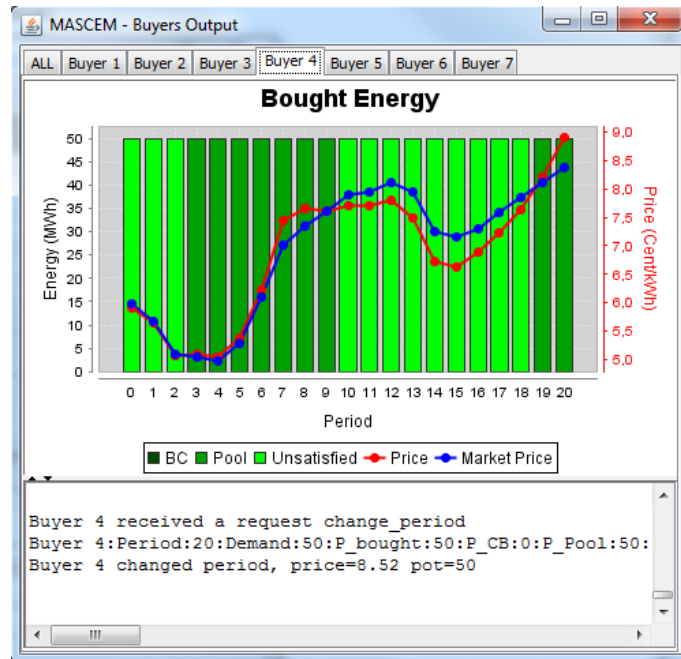 MASCEM - Buyers Output
ALL Buyer 1 Buyer 2 Buyer 3 Buyer 4 Buyer 5 Buyer 6 Buyer 7
Bought Energy
Energy (MWh)
50
45
40
35
30
25
20
15
10
5
0
9,0
8,5
8,0
7,5
7,0
6,5
6,0
5,5
5,0
Price (Cent/kWh)
0 1 2 3 4 5 6 7 8 9 10 11 12 13 14 15 16 17 18 19 20
Period
BC Pool Unsatisfied Price Market Price
Buyer 4 received a request change_period
Buyer 4:Period:20:Demand:50:P_bought:50:P_CB:0:P_Pool:50:
Buyer 4 changed period, price=8.52 pot=50